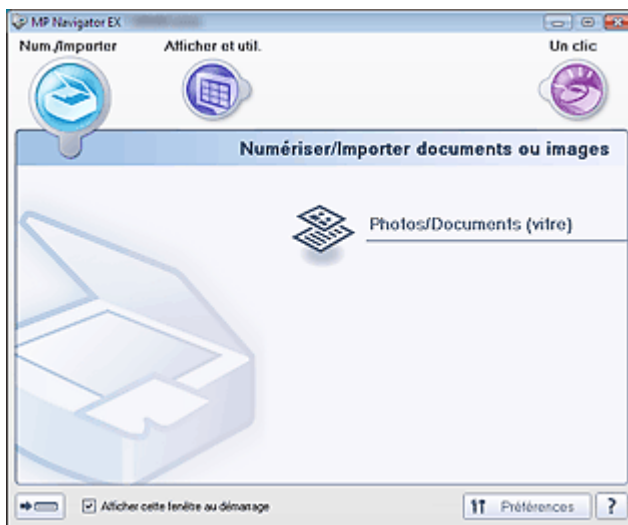 MP Navigator EX
Num./Importer
Afficher et util.
Un clic
Numériser/Importer documents ou images
Photos/Documents (vitre)
Afficher cette fenêtre au démarrage
Préférences
?